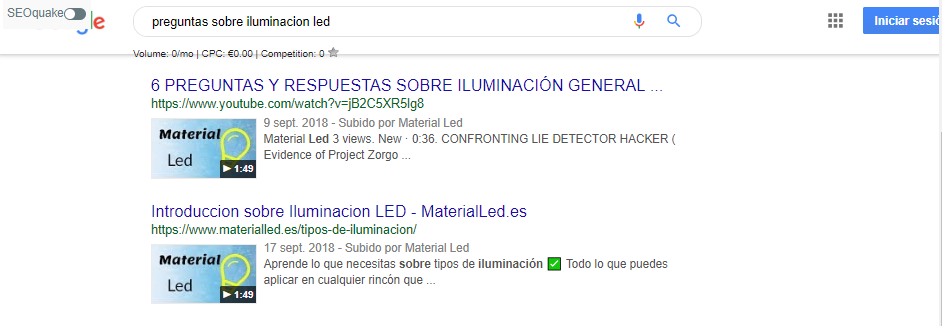 SEOquake
gle
preguntas sobre iluminacion led
Iniciar sesió
Volume: 0/mo | CPC: €0.00 | Competition: 0
6 PREGUNTAS Y RESPUESTAS SOBRE ILUMINACIÓN GENERAL ...
https://www.youtube.com/watch?v=jB2C5XR5lg8
9 sept. 2018 - Subido por Material Led
Material Led 3 views. New · 0:36. CONFRONTING LIE DETECTOR HACKER (
Evidence of Project Zorgo ...
Material
Led
1:49
Introduccion sobre Iluminacion LED - MaterialLed.es
https://www.materialled.es/tipos-de-iluminacion/
17 sept. 2018 - Subido por Material Led
Aprende lo que necesitas sobre tipos de iluminación ✅ Todo lo que puedes
aplicar en cualquier rincón que ...
Material
Led
1:49